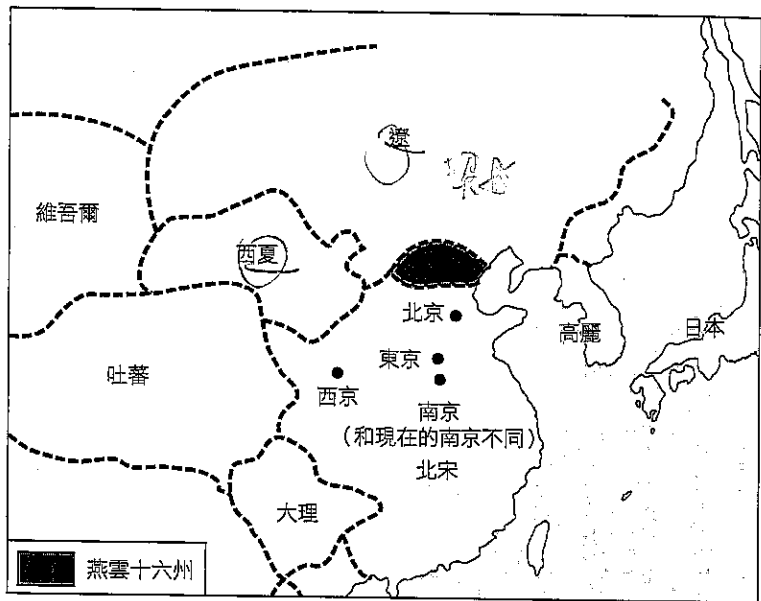 遼
維吾爾
西夏
北京
高麗
日本
東京
吐蕃
西京
南京
（和現在的南京不同）
北宋
大理
燕雲十六州